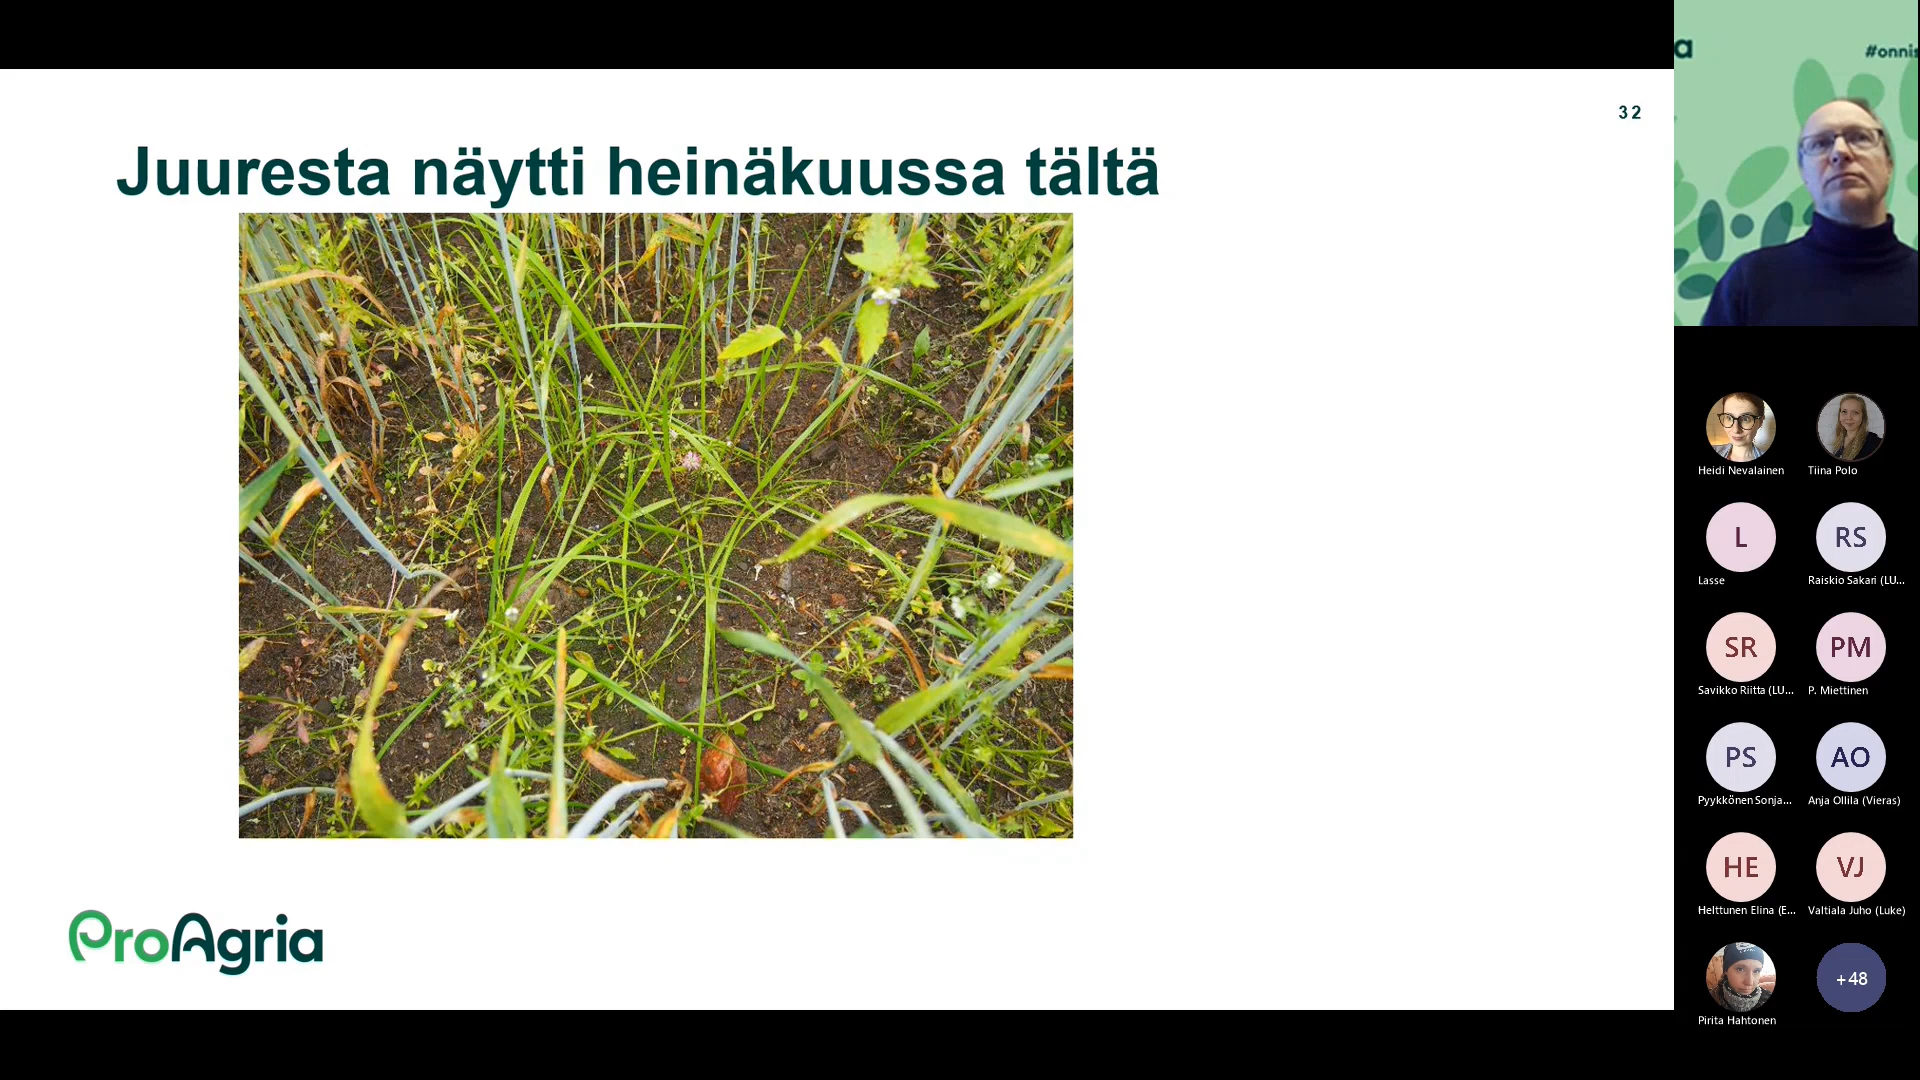 a
#onnis
32
Juuresta näytti heinäkuussa tältä
ProAgria
Heidi Nevalainen
Tiina Polo
L
RS
Lasse
Raiskio Sakari (LU...
SR
PM
Savikko Riitta (LU...
P. Miettinen
PS
AO
Pyykkönen Sonja...
Anja Ollila (Vieras)
HE
VJ
Helttunen Elina (E...
Valtiala Juho (Luke)
+48
Pirita Hahtonen